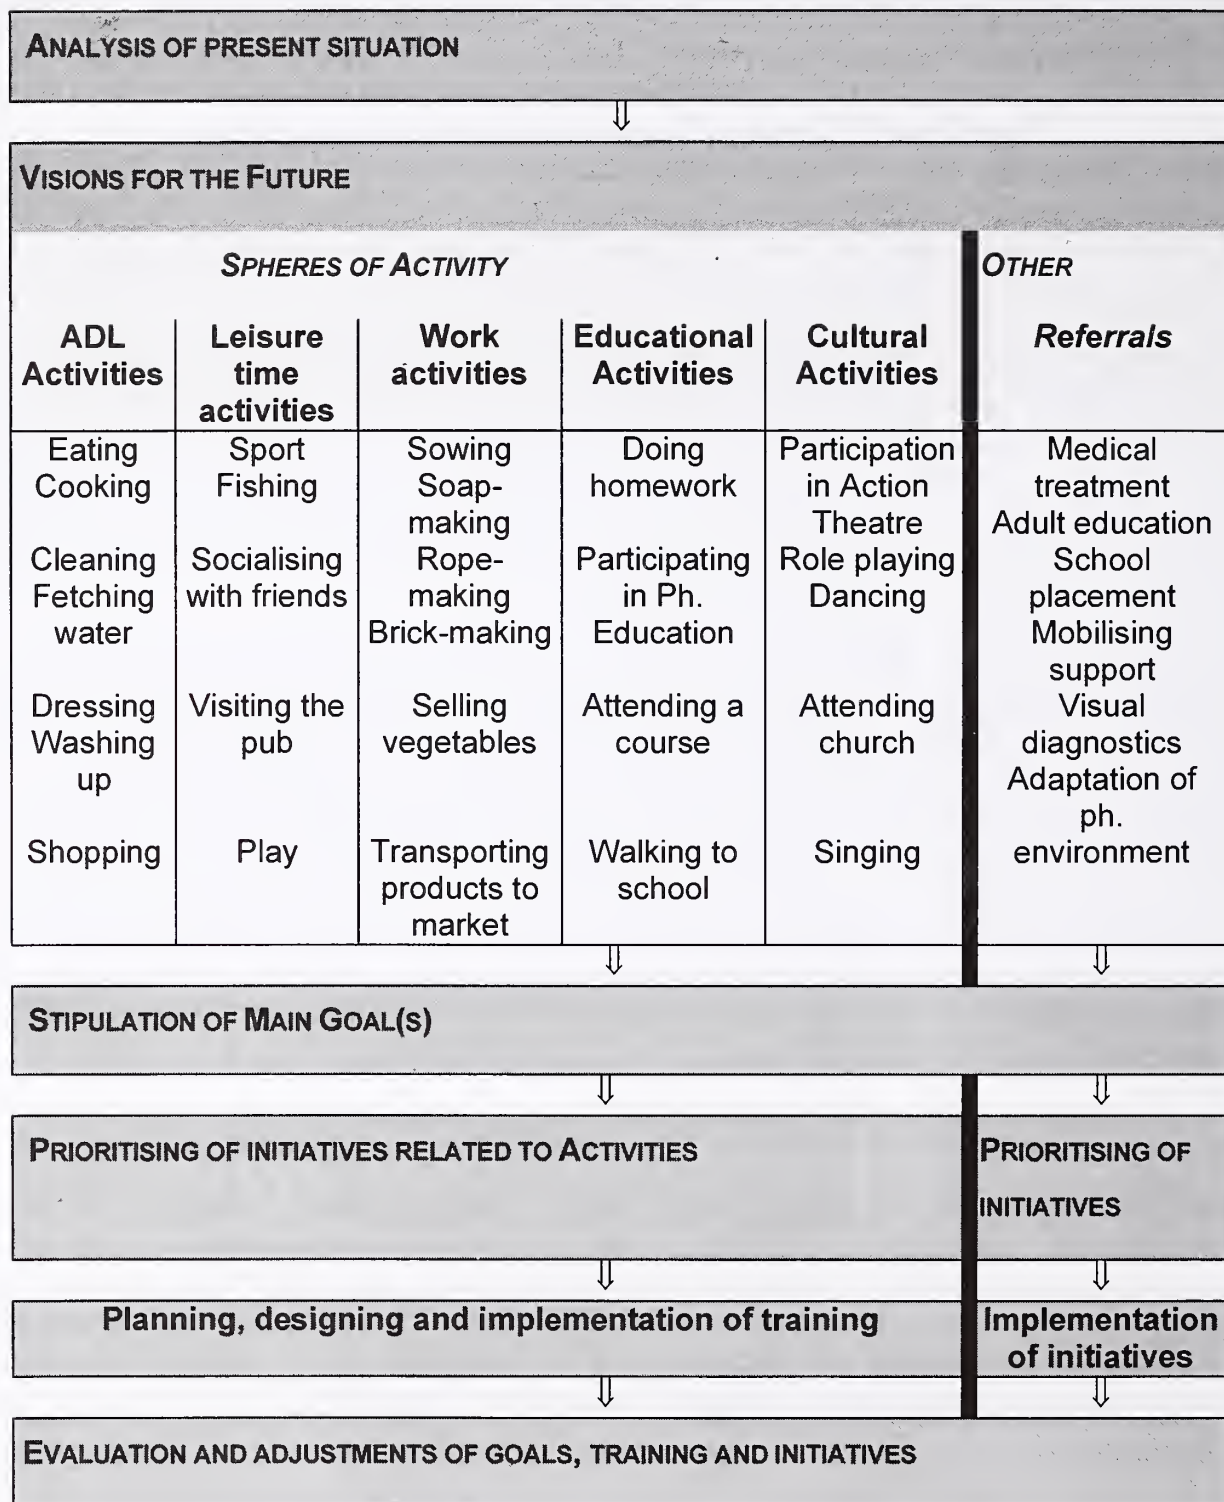 ANALYSIS OF PRESENT SITUATION
⇓
VISIONS FOR THE FUTURE
SPHERES OF ACTIVITY
OTHER
ADL
Activities
Leisure
time
activities
Work
activities
Educational
Activities
Cultural
Activities
Referrals
Eating
Cooking
Cleaning
Fetching
water
Dressing
Washing
up
Shopping
Sport
Fishing
Socialising
with friends
Visiting the
pub
Play
Sowing
Soap-
making
Rope-
making
Brick-making
Selling
vegetables
Transporting
products to
market
Doing
homework
Participating
in Ph.
Education
Attending a
course
Walking to
school
Participation
in Action
Theatre
Role playing
Dancing
Attending
church
Singing
Medical
treatment
Adult education
School
placement
Mobilising
support
Visual
diagnostics
Adaptation of
ph.
environment
⇓ ⇓
STIPULATION OF MAIN GOAL(S)
⇓ ⇓
PRIORITISING OF INITIATIVES RELATED TO ACTIVITIES
PRIORITISING OF
INITIATIVES
⇓ ⇓
Planning, designing and implementation of training
Implementation
of initiatives
⇓ ⇓
EVALUATION AND ADJUSTMENTS OF GOALS, TRAINING AND INITIATIVES